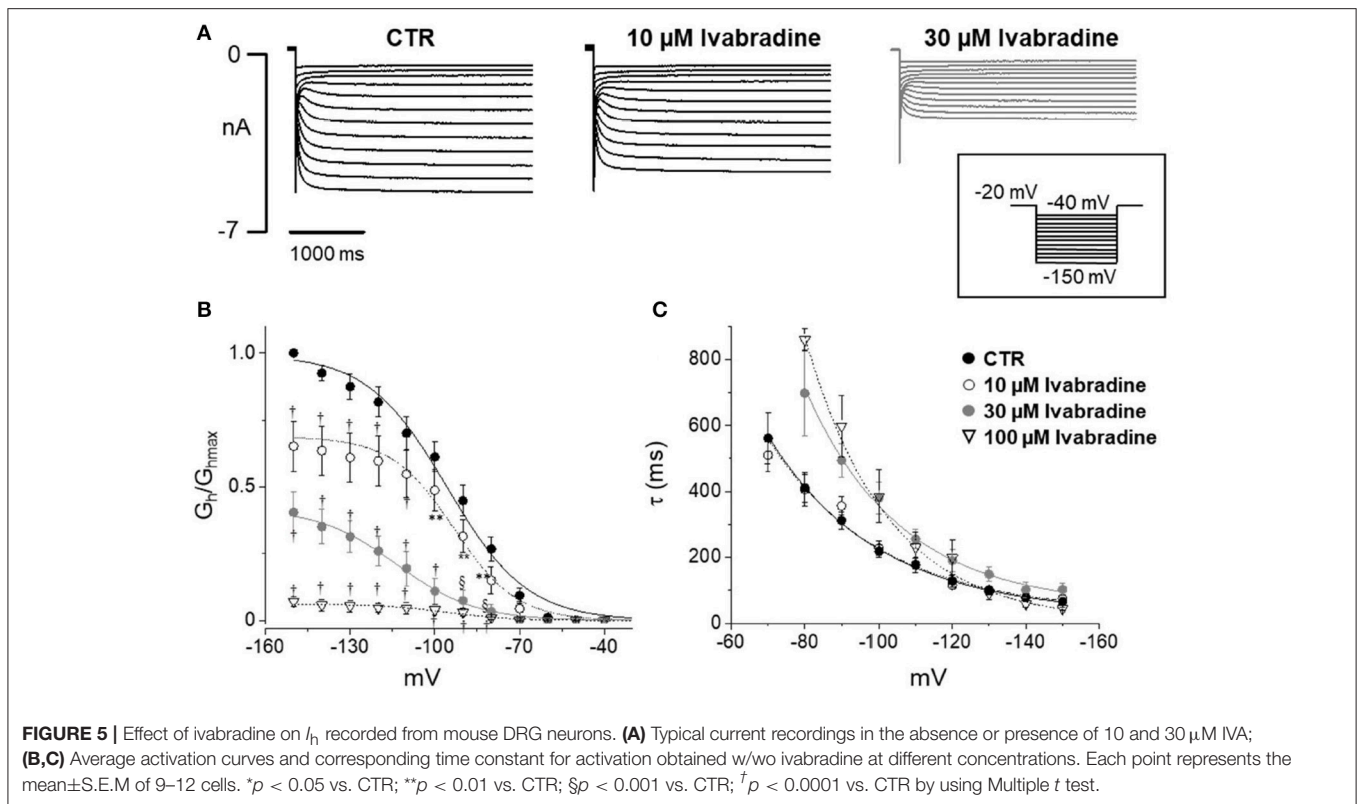 A
CTR
10 µM Ivabradine
30 µM Ivabradine
0
nA
-7
1000 ms
-20 mV
-40 mV
-150 mV
B
G_h/G_hmax
1.0
0.5
0
† † † †
†
** ** **
† † † † † † § §
† † † † † † † †
-160 -130 -100 -70 -40
mV
C
τ (ms)
800
600
400
200
0
-60 -80 -100 -120 -140 -160
mV
CTR
10 µM Ivabradine
30 µM Ivabradine
100 µM Ivabradine
FIGURE 5 | Effect of ivabradine on I_h recorded from mouse DRG neurons. (A) Typical current recordings in the absence or presence of 10 and 30 µM IVA;
(B,C) Average activation curves and corresponding time constant for activation obtained w/wo ivabradine at different concentrations. Each point represents the
mean±S.E.M of 9–12 cells. *p < 0.05 vs. CTR; **p < 0.01 vs. CTR; §p < 0.001 vs. CTR; †p < 0.0001 vs. CTR by using Multiple t test.